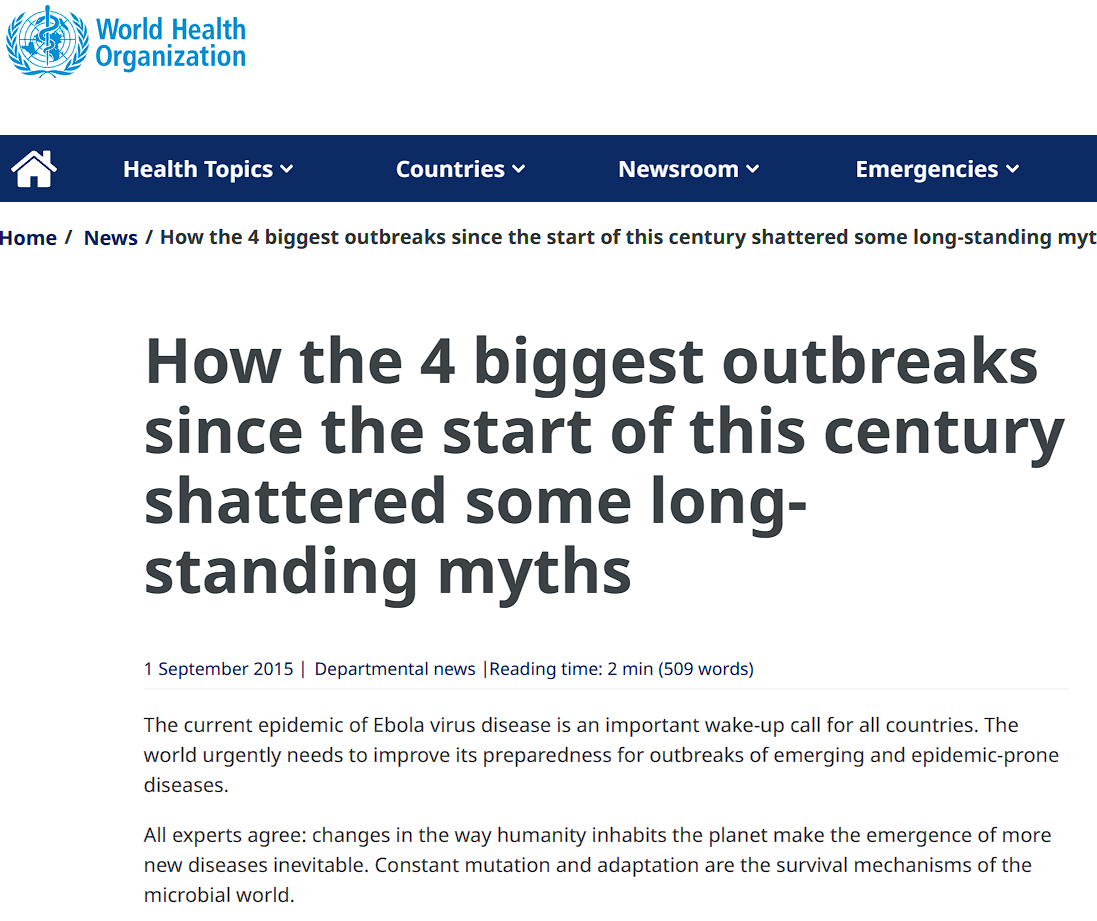 World Health
Organization
Health Topics
Countries
Newsroom
Emergencies
Home / News / How the 4 biggest outbreaks since the start of this century shattered some long-standing myt
How the 4 biggest outbreaks
since the start of this century
shattered some long-
standing myths
1 September 2015 | Departmental news |Reading time: 2 min (509 words)
The current epidemic of Ebola virus disease is an important wake-up call for all countries. The
world urgently needs to improve its preparedness for outbreaks of emerging and epidemic-prone
diseases.
All experts agree: changes in the way humanity inhabits the planet make the emergence of more
new diseases inevitable. Constant mutation and adaptation are the survival mechanisms of the
microbial world.